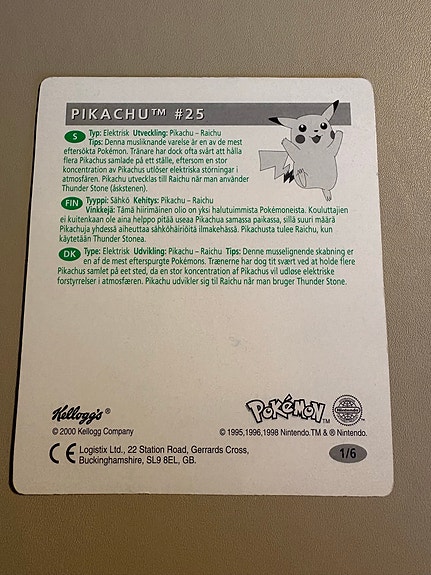 PIKACHU™ #25
S Typ: Elektrisk Utveckling: Pikachu – Raichu
Tips: Denna musliknande varelse är en av de mest
eftersökta Pokémon. Tränare har dock ofta svårt att hålla
flera Pikachus samlade på ett ställe, eftersom en stor
koncentration av Pikachus utlöser elektriska störningar i
atmosfären. Pikachu utvecklas till Raichu när man använder
Thunder Stone (åskstenen).
FIN Tyyppi: Sähkö Kehitys: Pikachu – Raichu
Vinkkejä: Tämä hiirimäinen olio on yksi halutuimmista Pokémoneista. Kouluttajien
ei kuitenkaan ole aina helppo pitää useaa Pikachua samassa paikassa, sillä suuri määrä
Pikachuja yhdessä aiheuttaa sähköhäiriöitä ilmakehässä. Pikachusta tulee Raichu, kun
käytetään Thunder Stonea.
DK Type: Elektrisk Udvikling: Pikachu – Raichu Tips: Denne musselignende skabning er
en af de mest efterspurgte Pokémons. Trænerne har dog tit svært ved at holde flere
Pikachus samlet på eet sted, da en stor koncentration af Pikachus vil udløse elektriske
forstyrrelser i atmosfæren. Pikachu udvikler sig til Raichu når man bruger Thunder Stone.
Kellogg's ®
© 2000 Kellogg Company
POKéMON™
© 1995,1996,1998 Nintendo.TM & ® Nintendo.
CE Logistix Ltd., 22 Station Road, Gerrards Cross,
Buckinghamshire, SL9 8EL, GB.
1/6